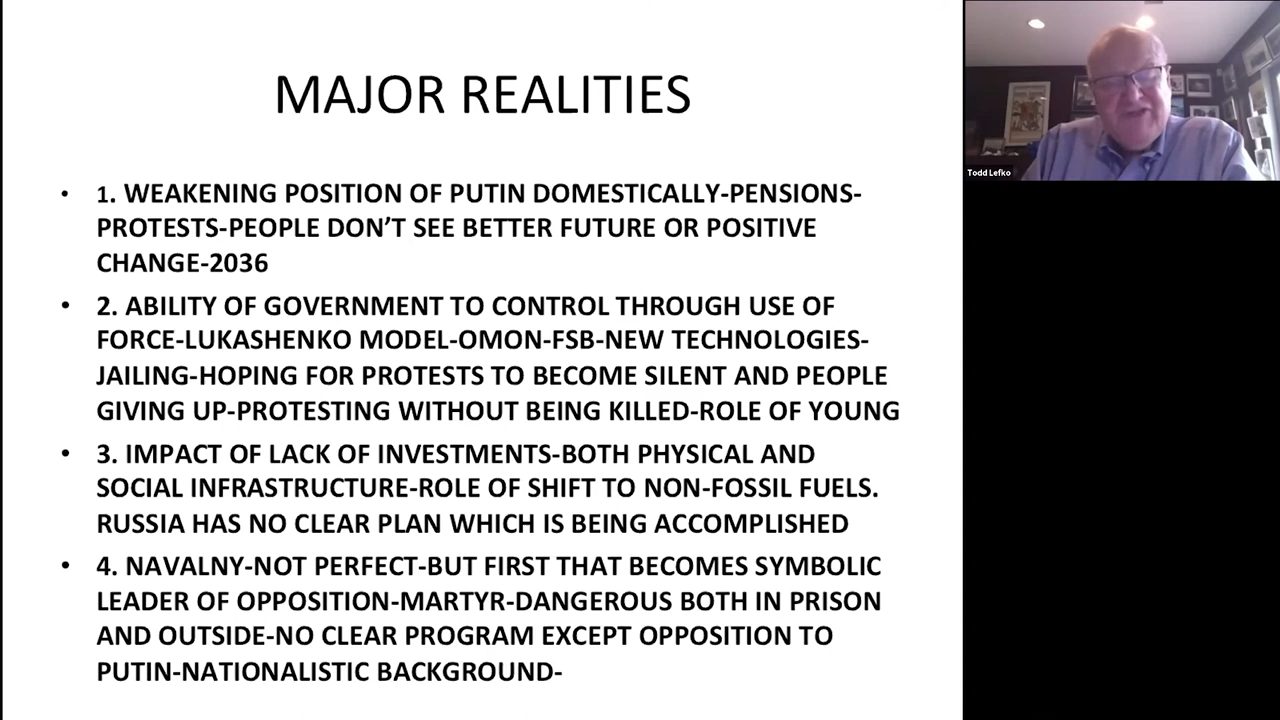 MAJOR REALITIES
• 1. WEAKENING POSITION OF PUTIN DOMESTICALLY-PENSIONS-
PROTESTS-PEOPLE DON’T SEE BETTER FUTURE OR POSITIVE
CHANGE-2036
• 2. ABILITY OF GOVERNMENT TO CONTROL THROUGH USE OF
FORCE-LUKASHENKO MODEL-OMON-FSB-NEW TECHNOLOGIES-
JAILING-HOPING FOR PROTESTS TO BECOME SILENT AND PEOPLE
GIVING UP-PROTESTING WITHOUT BEING KILLED-ROLE OF YOUNG
• 3. IMPACT OF LACK OF INVESTMENTS-BOTH PHYSICAL AND
SOCIAL INFRASTRUCTURE-ROLE OF SHIFT TO NON-FOSSIL FUELS.
RUSSIA HAS NO CLEAR PLAN WHICH IS BEING ACCOMPLISHED
• 4. NAVALNY-NOT PERFECT-BUT FIRST THAT BECOMES SYMBOLIC
LEADER OF OPPOSITION-MARTYR-DANGEROUS BOTH IN PRISON
AND OUTSIDE-NO CLEAR PROGRAM EXCEPT OPPOSITION TO
PUTIN-NATIONALISTIC BACKGROUND-
Todd Lefko